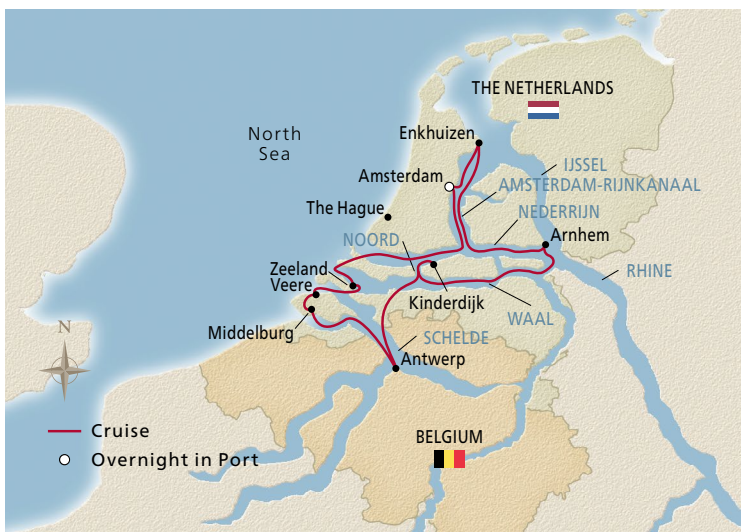 THE NETHERLANDS
Enkhuizen
North
Sea
IJSSEL
Amsterdam
AMSTERDAM-RIJNKANAAL
NEDERRIJN
The Hague
Arnhem
NOORD
Zeeland
RHINE
Veere
Kinderdijk
WAAL
Middelburg
SCHELDE
N
Antwerp
Cruise
BELGIUM
Overnight in Port